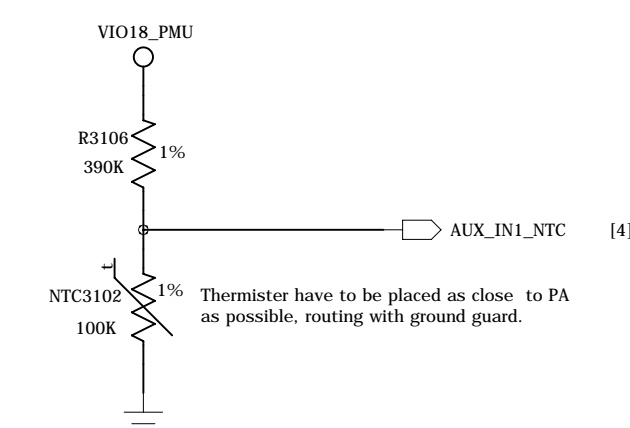 VIO18_PMU
R3106
1%
390K
AUX_IN1_NTC [4]
t
NTC3102
1%
100K
Thermister have to be placed as close to PA
as possible, routing with ground guard.